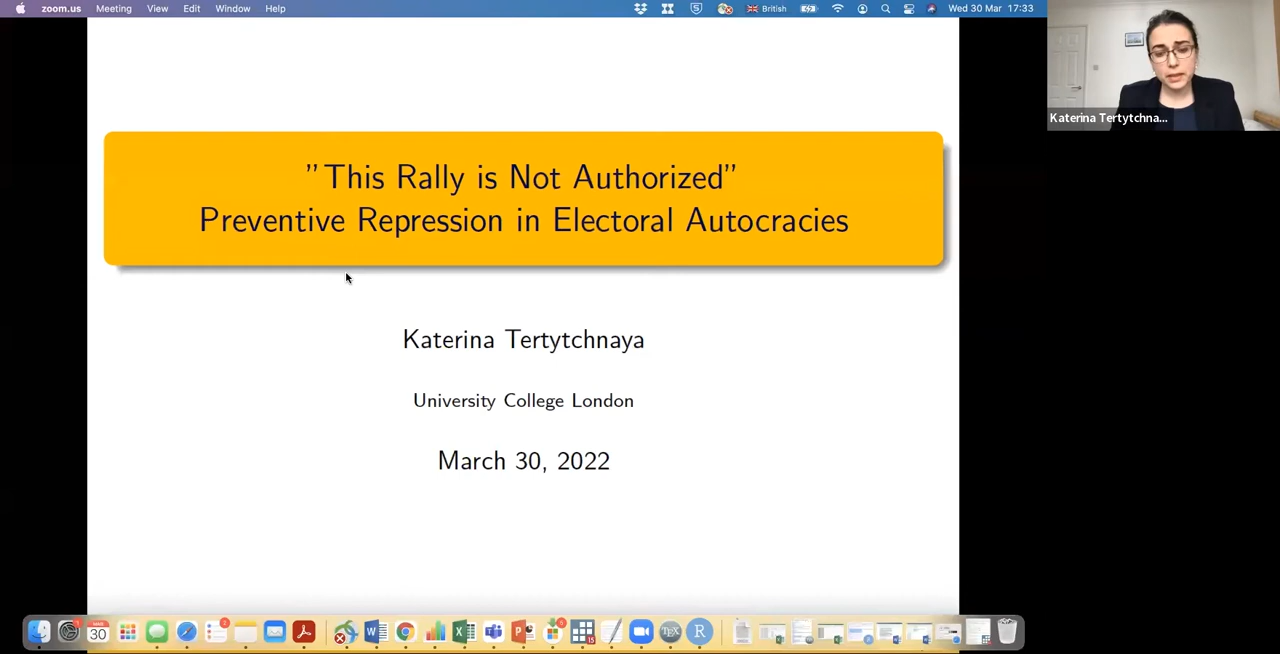 zoom.us Meeting View Edit Window Help British Wed 30 Mar 17:33
Katerina Tertytchna...
”This Rally is Not Authorized”
Preventive Repression in Electoral Autocracies
Katerina Tertytchnaya
University College London
March 30, 2022
30